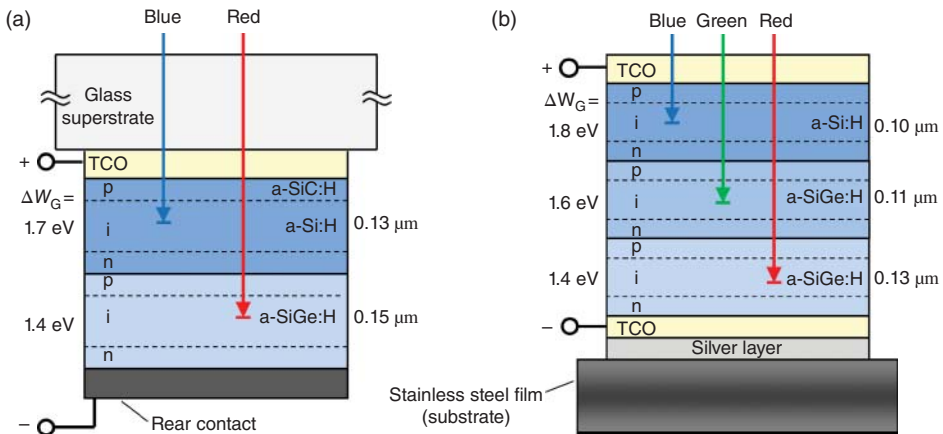 (a)
Blue
Red
Glass
superstrate
+
TCO
p
a-SiC:H
ΔW_G =
1.7 eV
i
a-Si:H
0.13 μm
n
p
1.4 eV
i
a-SiGe:H
0.15 μm
n
−
Rear contact
(b)
Blue
Green
Red
+
TCO
ΔW_G =
p
1.8 eV
i
a-Si:H
0.10 μm
n
p
1.6 eV
i
a-SiGe:H
0.11 μm
n
p
1.4 eV
i
a-SiGe:H
0.13 μm
n
−
TCO
Silver layer
Stainless steel film
(substrate)